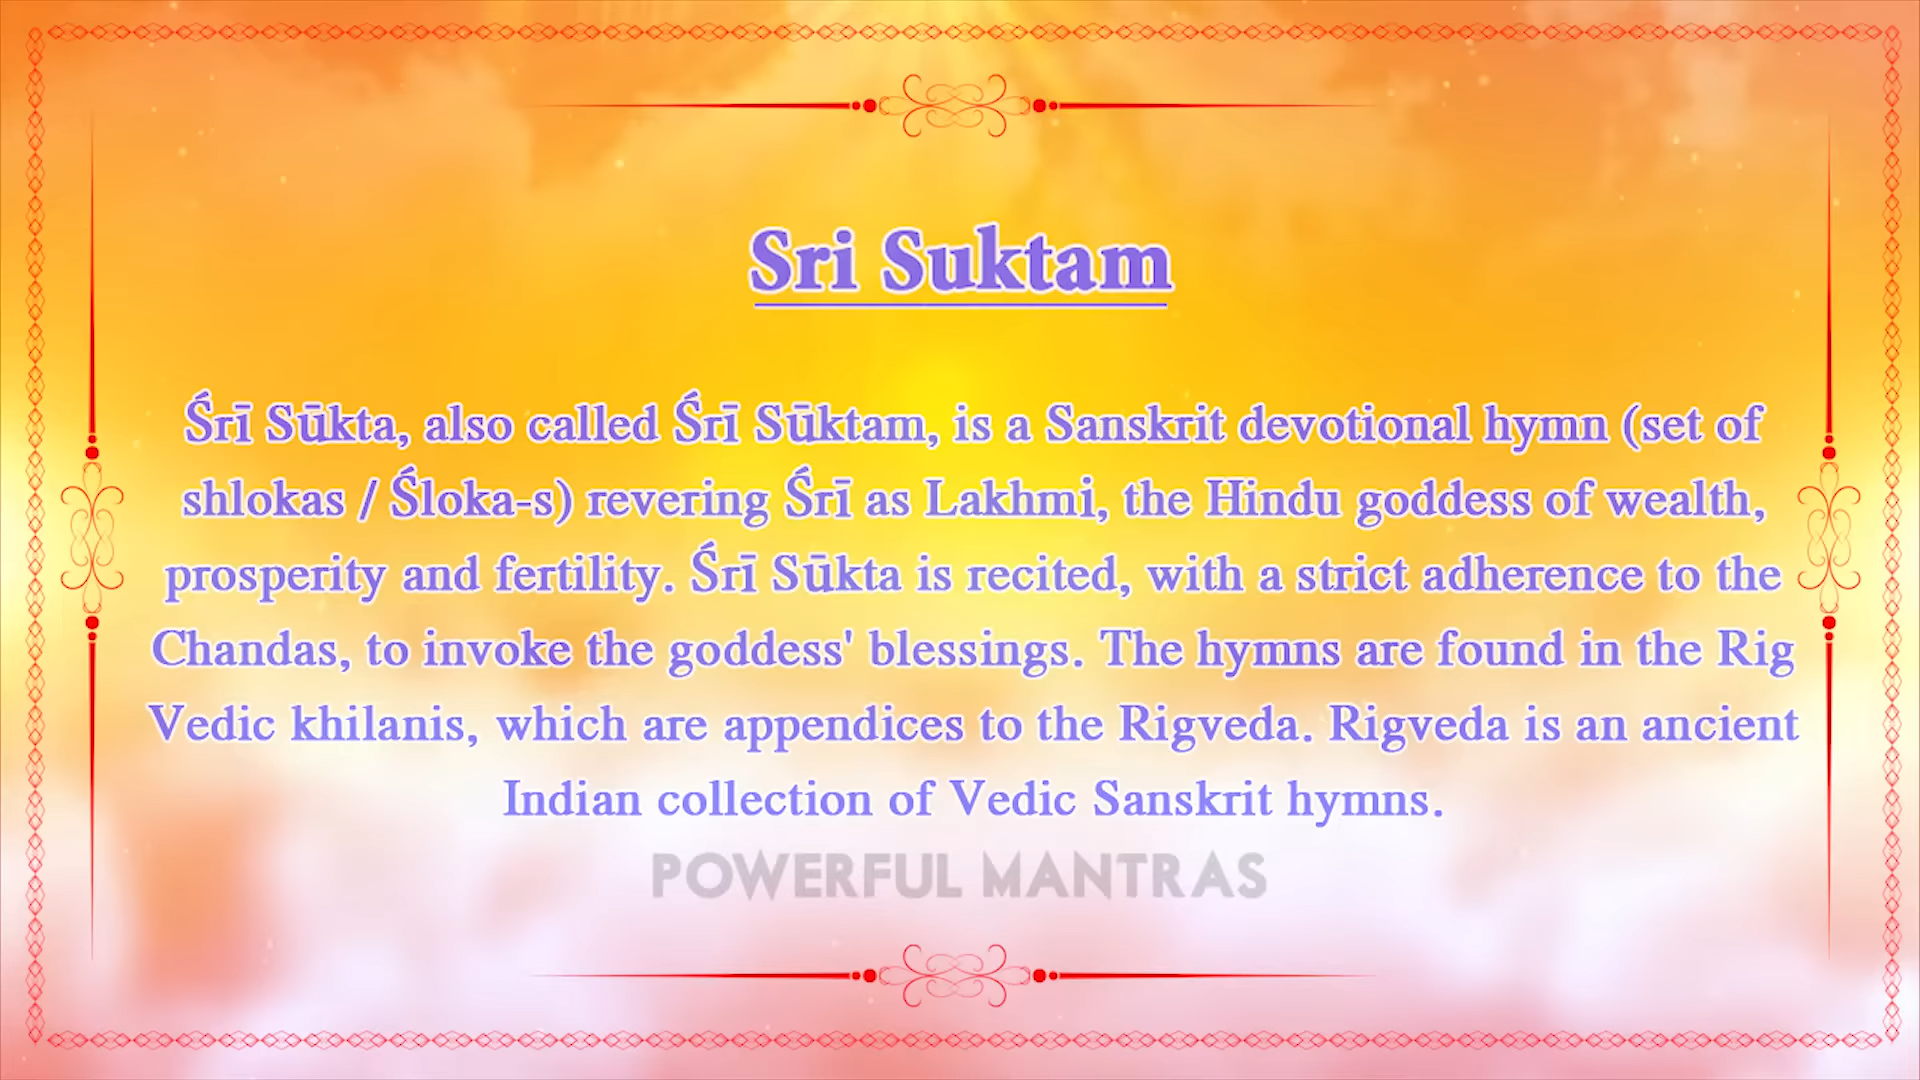 Sri Suktam
Śrī Sūkta, also called Śrī Sūktam, is a Sanskrit devotional hymn (set of
shlokas / Śloka-s) revering Śrī as Lakhmi, the Hindu goddess of wealth,
prosperity and fertility. Śrī Sūkta is recited, with a strict adherence to the
Chandas, to invoke the goddess' blessings. The hymns are found in the Rig
Vedic khilanis, which are appendices to the Rigveda. Rigveda is an ancient
Indian collection of Vedic Sanskrit hymns.
POWERFUL MANTRAS